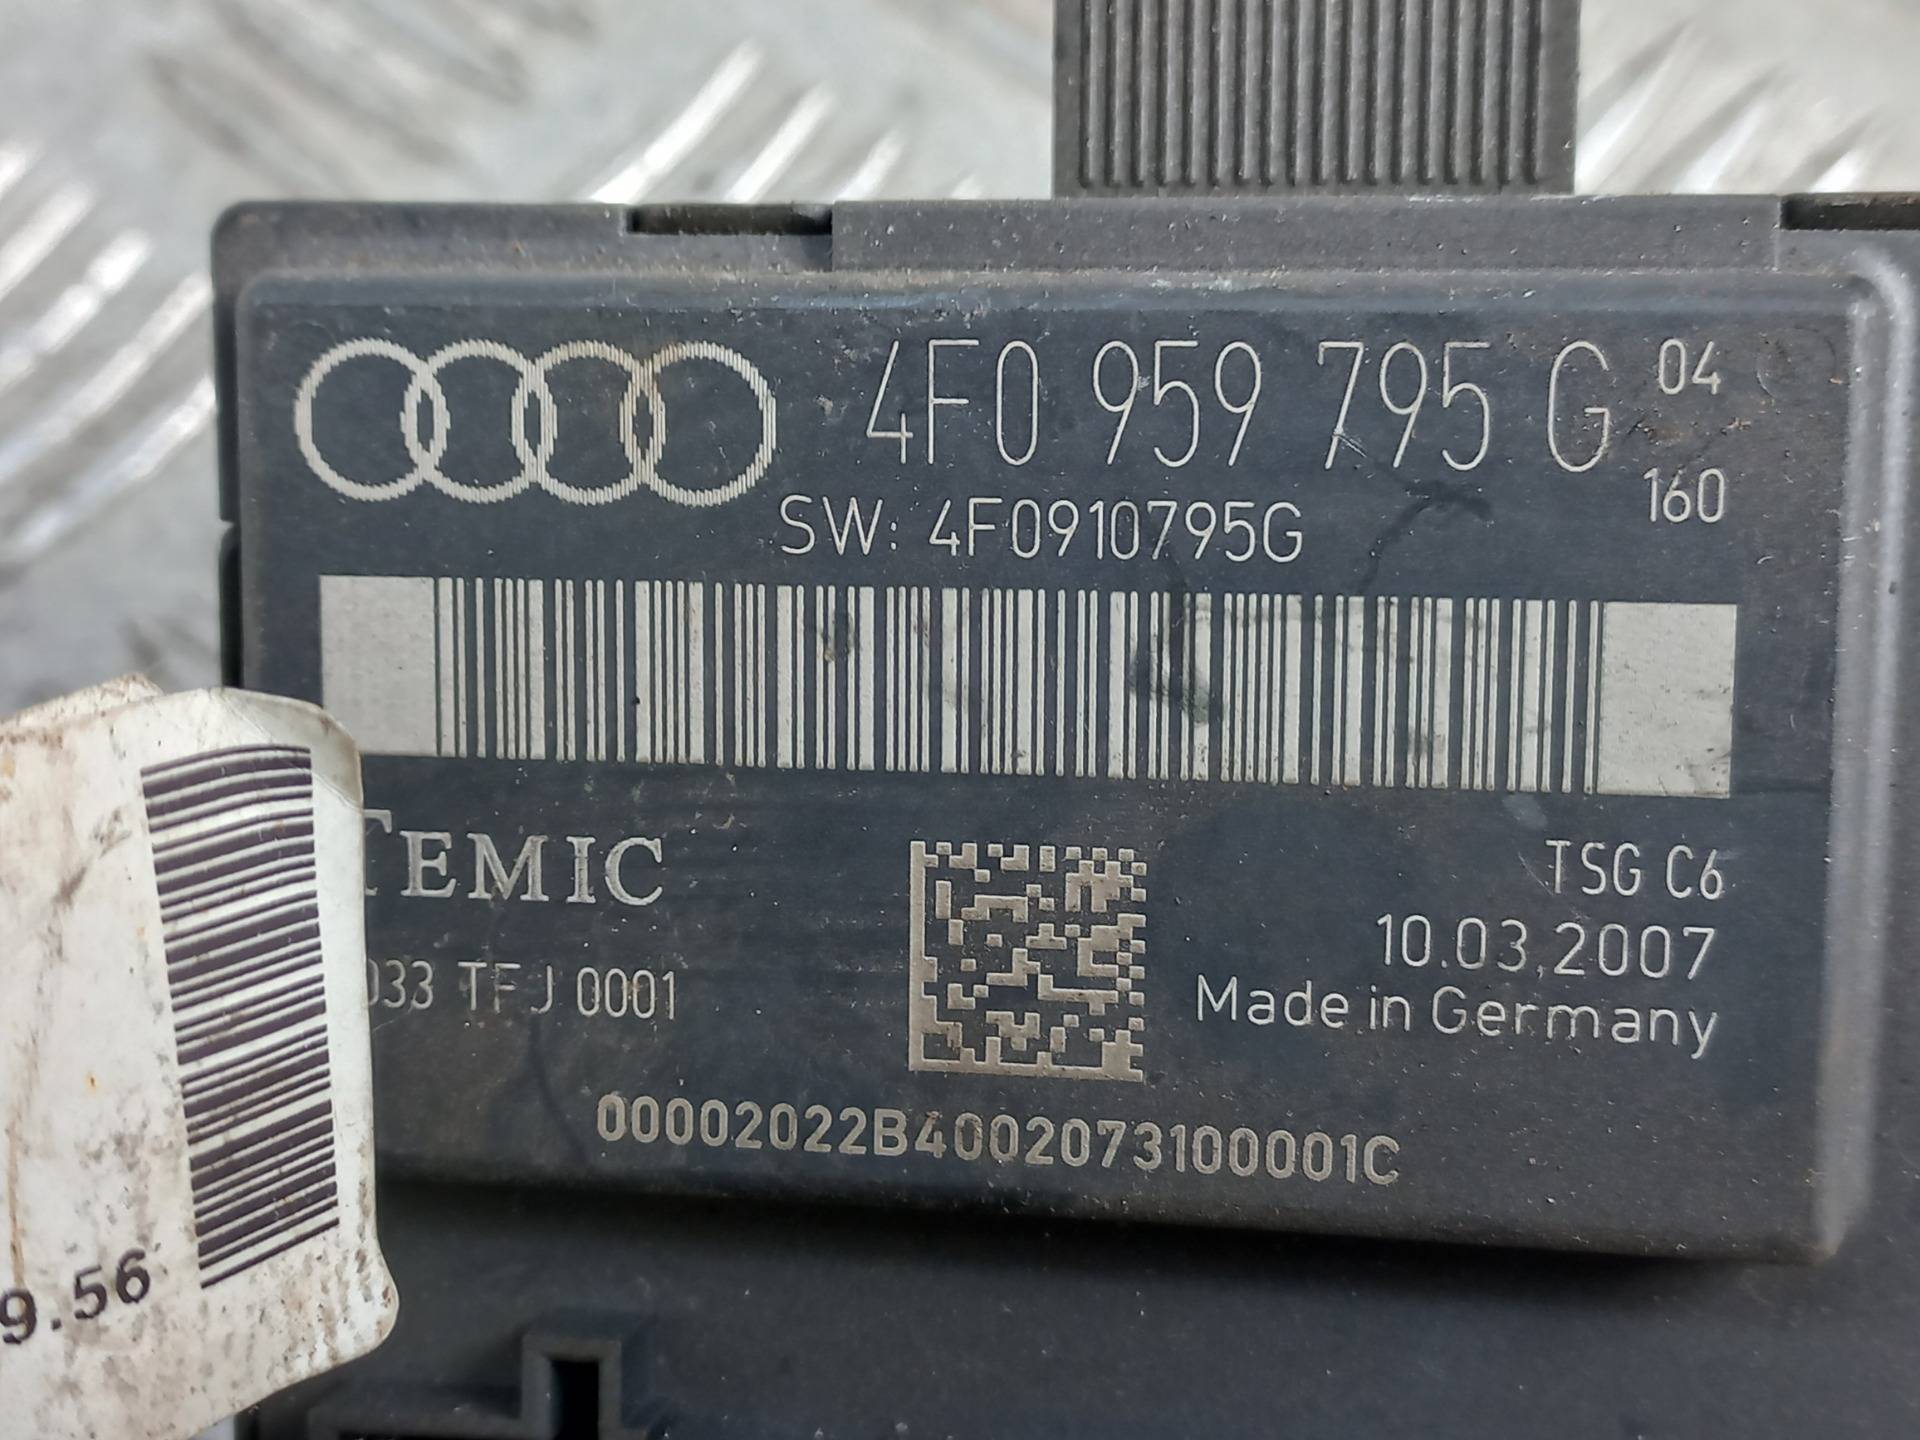 4F0 959 795 G 04
160
SW: 4F0910795G
TEMIC
TSG C6
10.03.2007
033 TFJ 0001
Made in Germany
00002022B4002073100001C
9.56